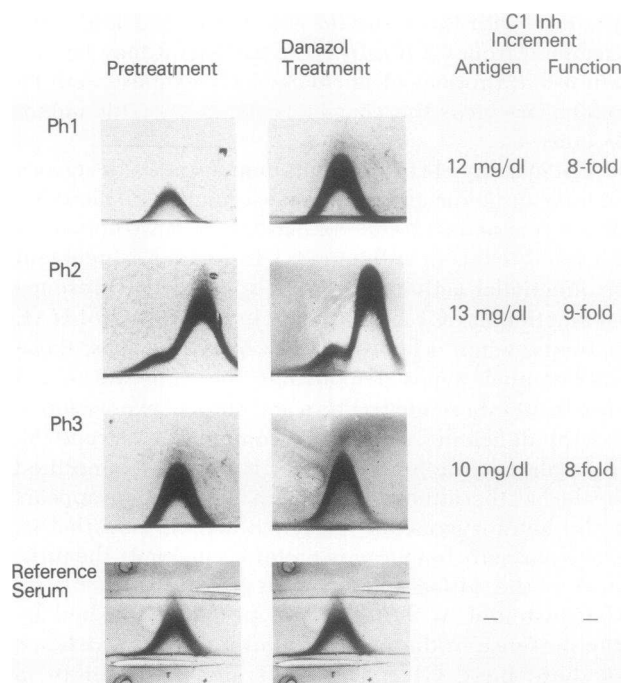 C1 Inh
Increment
Pretreatment
Danazol
Treatment
Antigen
Function
Ph1
12 mg/dl
8-fold
Ph2
13 mg/dl
9-fold
Ph3
10 mg/dl
8-fold
Reference
Serum
–
–